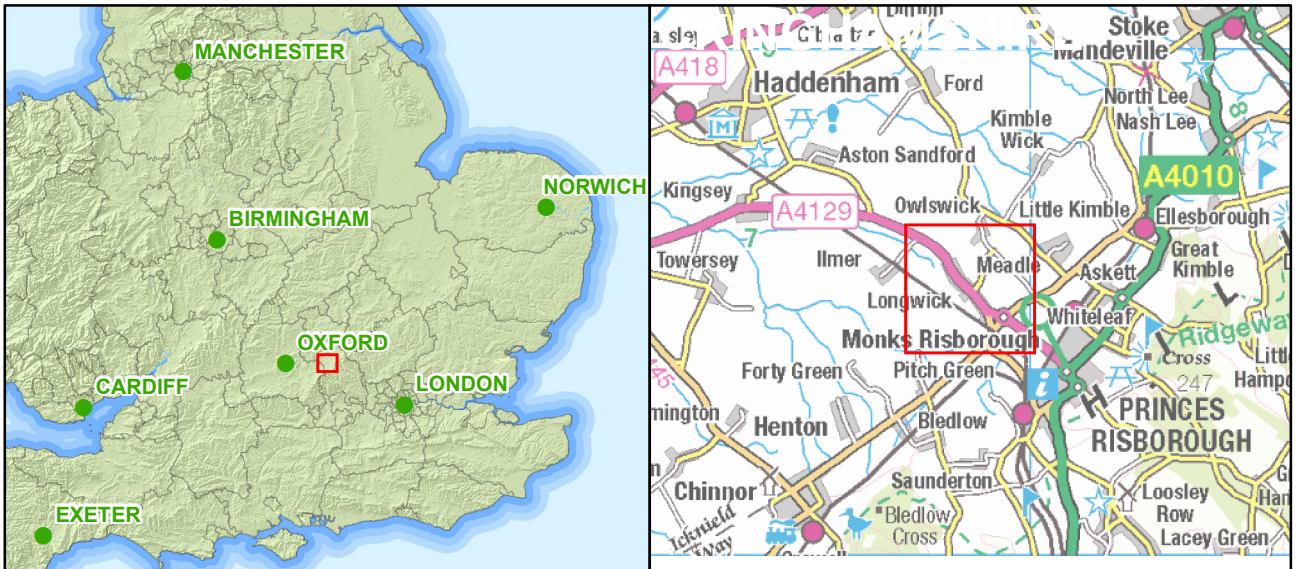 MANCHESTER
NORWICH
BIRMINGHAM
OXFORD
CARDIFF
LONDON
EXETER
Stoke
Mandeville
A418
Haddenham
Ford
North Lee
Nash Lee
8
Kimble
Wick
Aston Sandford
A4010
Kingsey
A4129
Owlswick
Little Kimble
Ellesborough
7
Great
Kimble
Towersey
Ilmer
Meadle
Askett
Longwick
Whiteleaf
Ridgeway
Monks Risborough
Cross
Forty Green
Pitch Green
i
247
mington
Henton
Bledlow
PRINCES
RISBOROUGH
Saunderton
Chinnor
Loosley
Row
Icknield
Way
Bledlow
Cross
Lacey Green